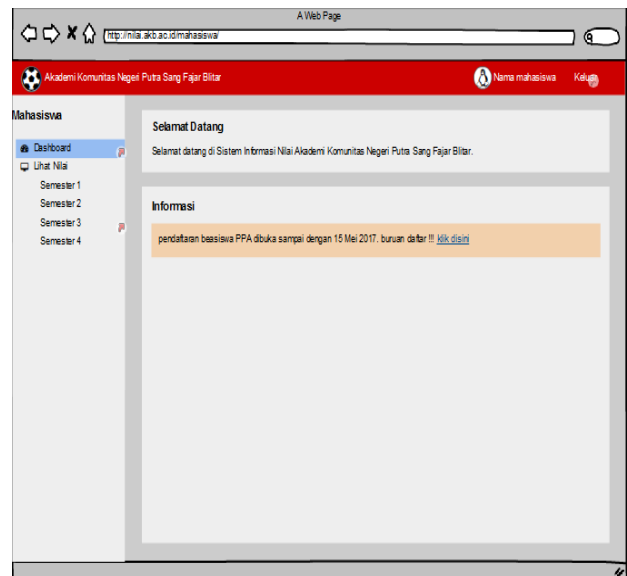 A Web Page
http://nilai.akb.ac.id/mahasiswa/
Akademi Komunitas Negeri Putra Sang Fajar Blitar
Nama mahasiswa
Keluar
Mahasiswa
Dashboard
Lihat Nilai
Semester 1
Semester 2
Semester 3
Semester 4
Selamat Datang
Selamat datang di Sistem Informasi Nilai Akademi Komunitas Negeri Putra Sang Fajar Blitar.
Informasi
pendaftaran beasiswa PPA dibuka sampai dengan 15 Mei 2017. buruan daftar !!! klik disini